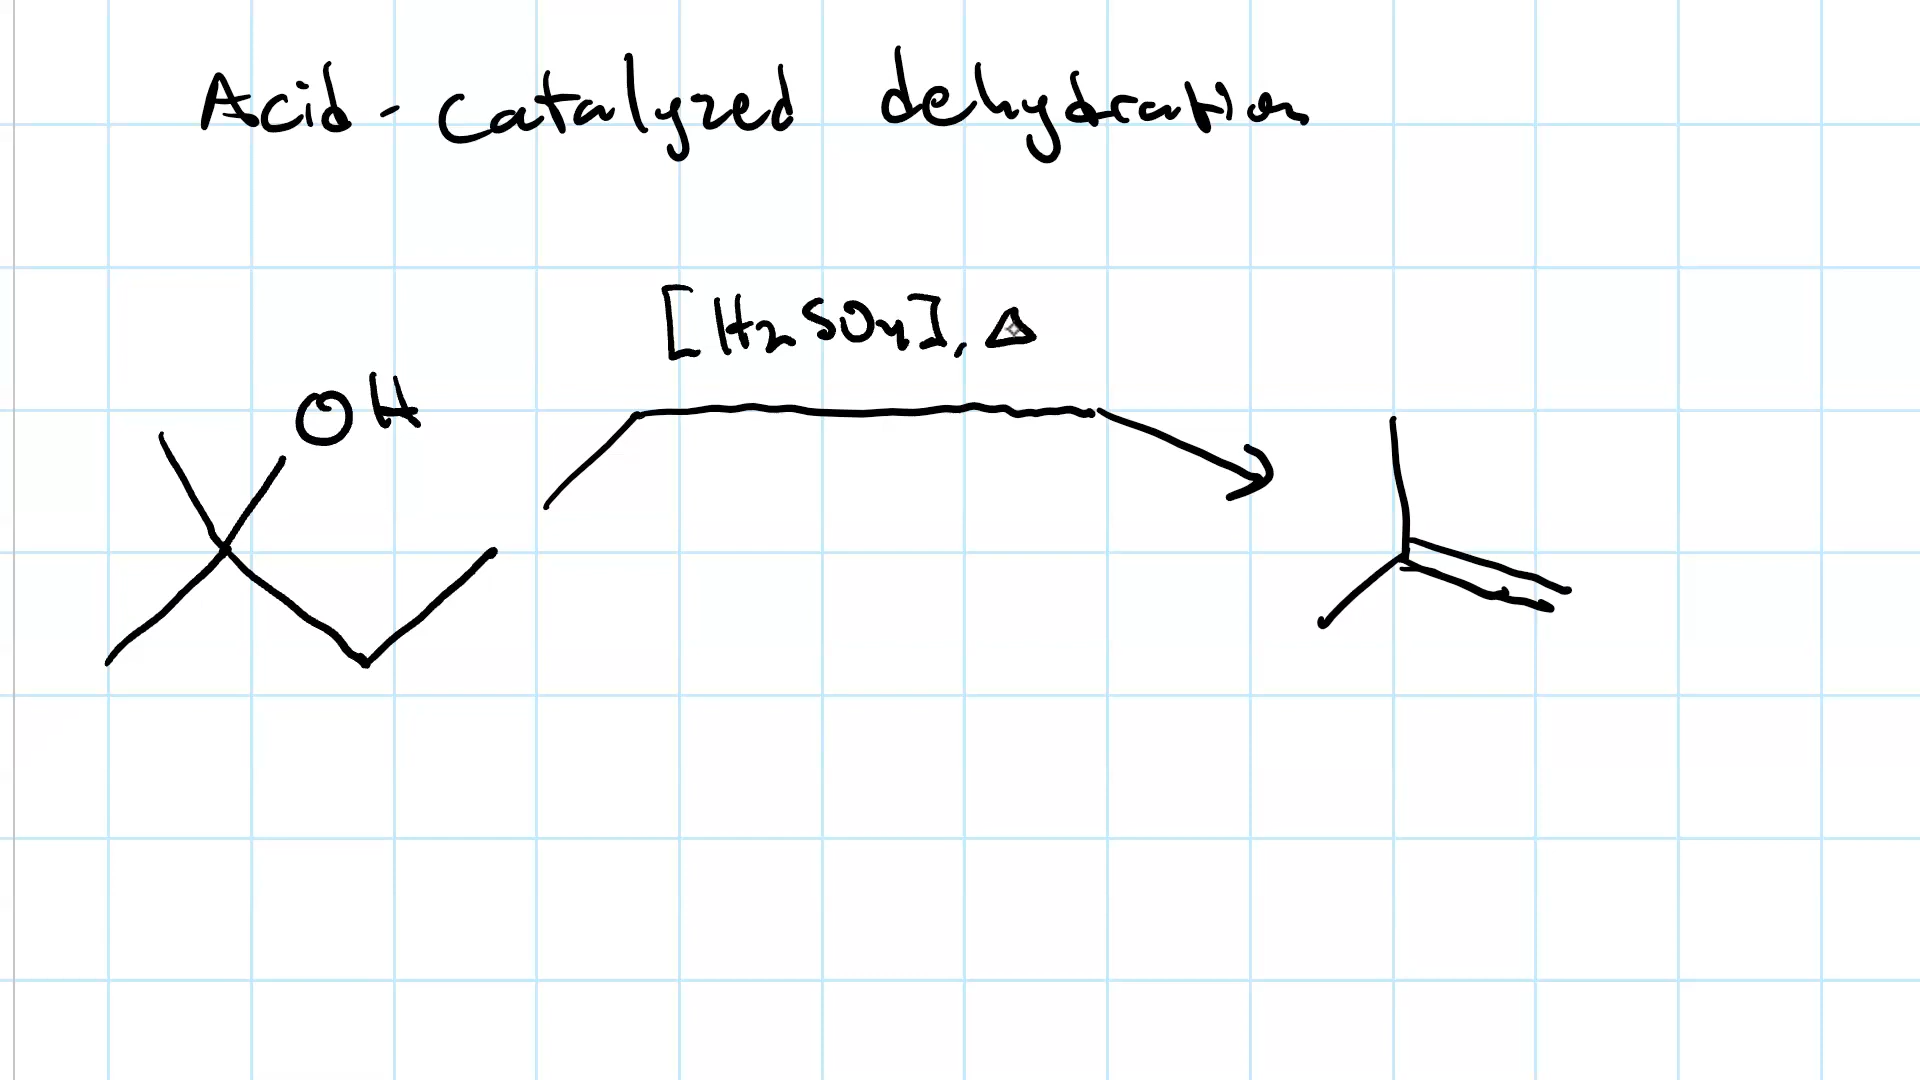 Acid-catalyzed dehydration
[H2SO4], Δ
OH